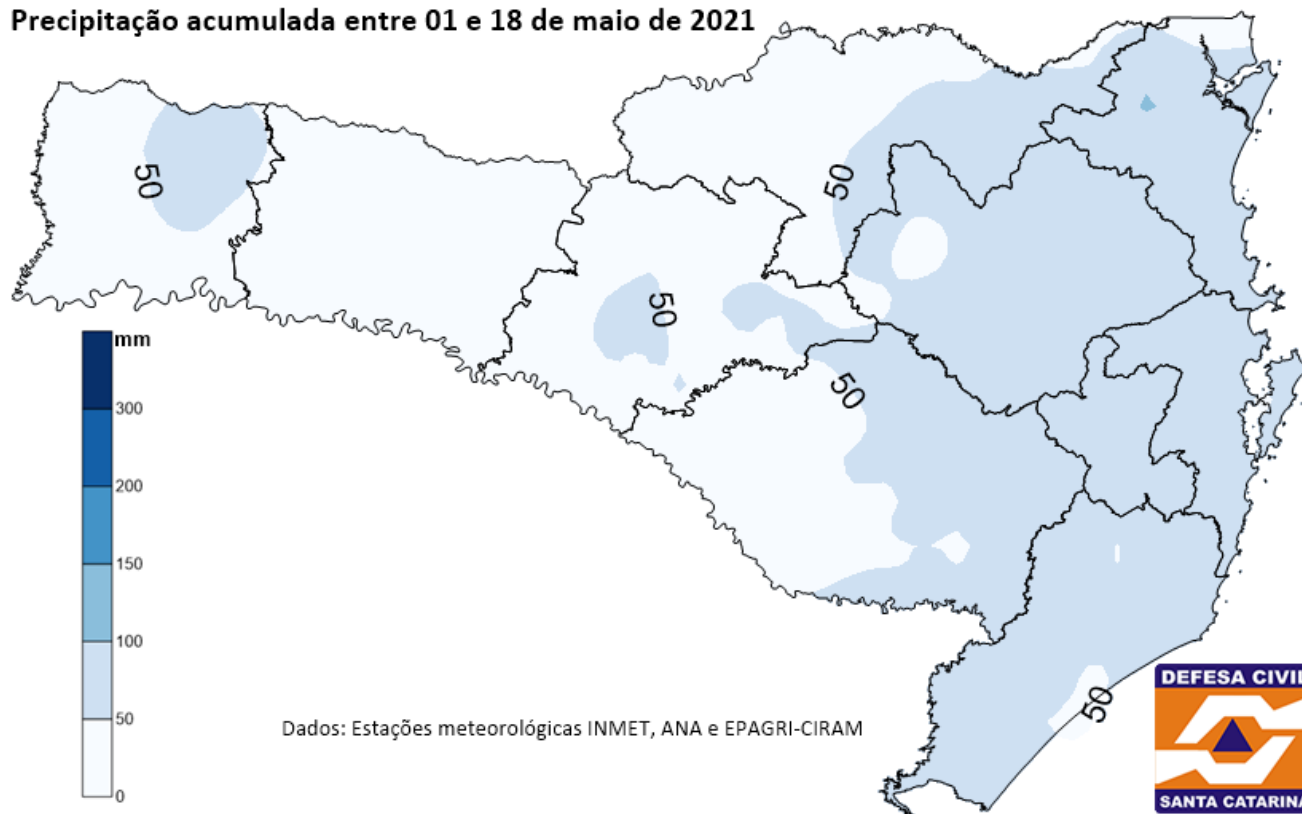 Precipitação acumulada entre 01 e 18 de maio de 2021
50
50
50
50
mm
300
200
150
100
50
0
50
Dados: Estações meteorológicas INMET, ANA e EPAGRI-CIRAM
DEFESA CIVIL
SANTA CATARINA